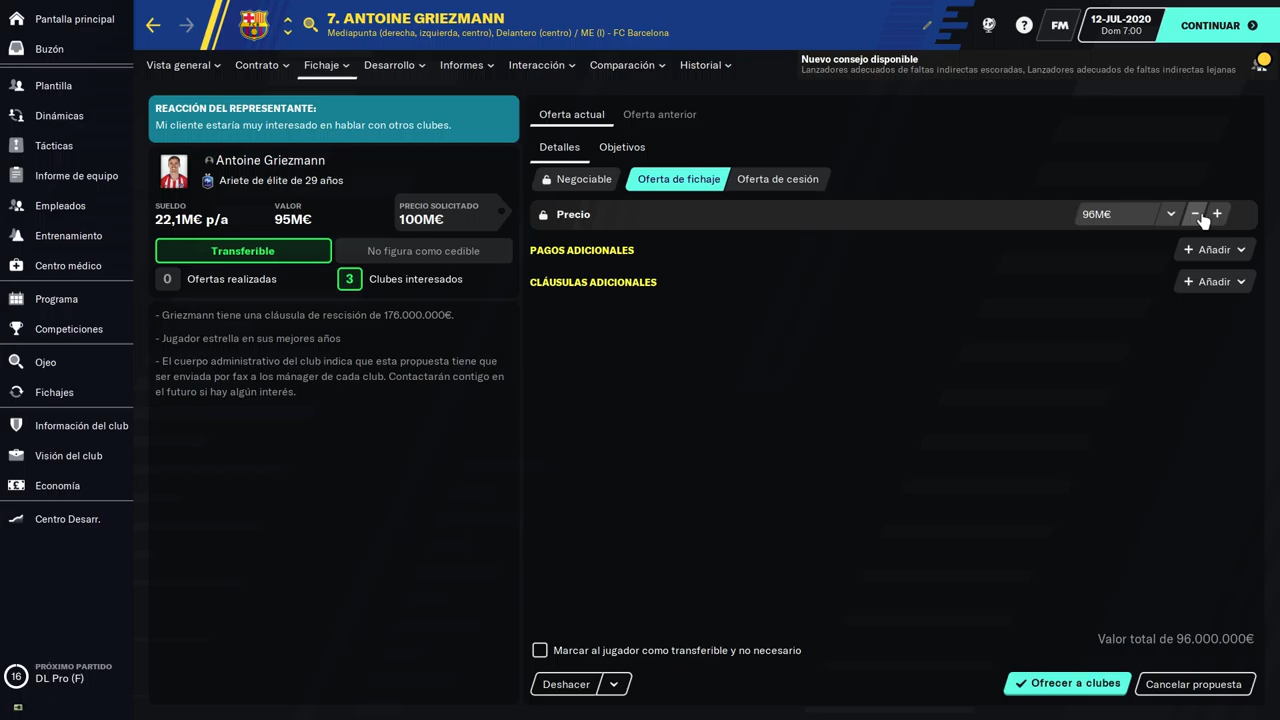 Pantalla principal
Buzón
Plantilla
Dinámicas
Tácticas
Informe de equipo
Empleados
Entrenamiento
Centro médico
Programa
Competiciones
Ojeo
Fichajes
Información del club
Visión del club
Economía
Centro Desarr.
16
PRÓXIMO PARTIDO
DL Pro (F)
7. ANTOINE GRIEZMANN
Mediapunta (derecha, izquierda, centro), Delantero (centro) / ME (I) - FC Barcelona
?
FM
12-JUL-2020
Dom 7:00
CONTINUAR
Vista general
Contrato
Fichaje
Desarrollo
Informes
Interacción
Comparación
Historial
Nuevo consejo disponible
Lanzadores adecuados de faltas indirectas escoradas, Lanzadores adecuados de faltas indirectas lejanas
REACCIÓN DEL REPRESENTANTE:
Mi cliente estaría muy interesado en hablar con otros clubes.
Antoine Griezmann
Ariete de élite de 29 años
SUELDO
22,1M€ p/a
VALOR
95M€
PRECIO SOLICITADO
100M€
Transferible
No figura como cedible
0 Ofertas realizadas
3 Clubes interesados
- Griezmann tiene una cláusula de rescisión de 176.000.000€.
- Jugador estrella en sus mejores años
- El cuerpo administrativo del club indica que esta propuesta tiene que
ser enviada por fax a los mánager de cada club. Contactarán contigo en
el futuro si hay algún interés.
Oferta actual
Oferta anterior
Detalles
Objetivos
Negociable
Oferta de fichaje
Oferta de cesión
Precio
96M€
- +
PAGOS ADICIONALES
+ Añadir
CLÁUSULAS ADICIONALES
+ Añadir
Valor total de 96.000.000€
Marcar al jugador como transferible y no necesario
Deshacer
Ofrecer a clubes
Cancelar propuesta